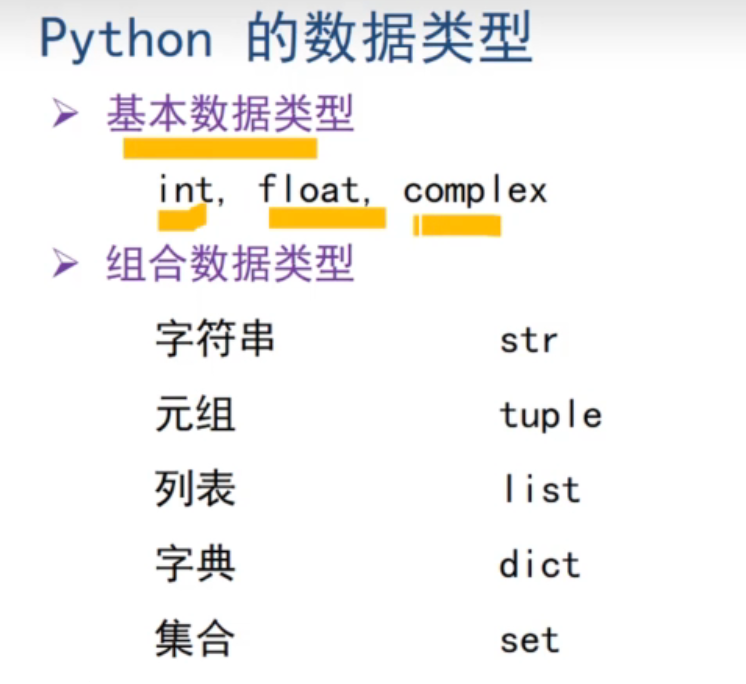 Python 的数据类型
➢ 基本数据类型
int, float, complex
➢ 组合数据类型
字符串 str
元组 tuple
列表 list
字典 dict
集合 set